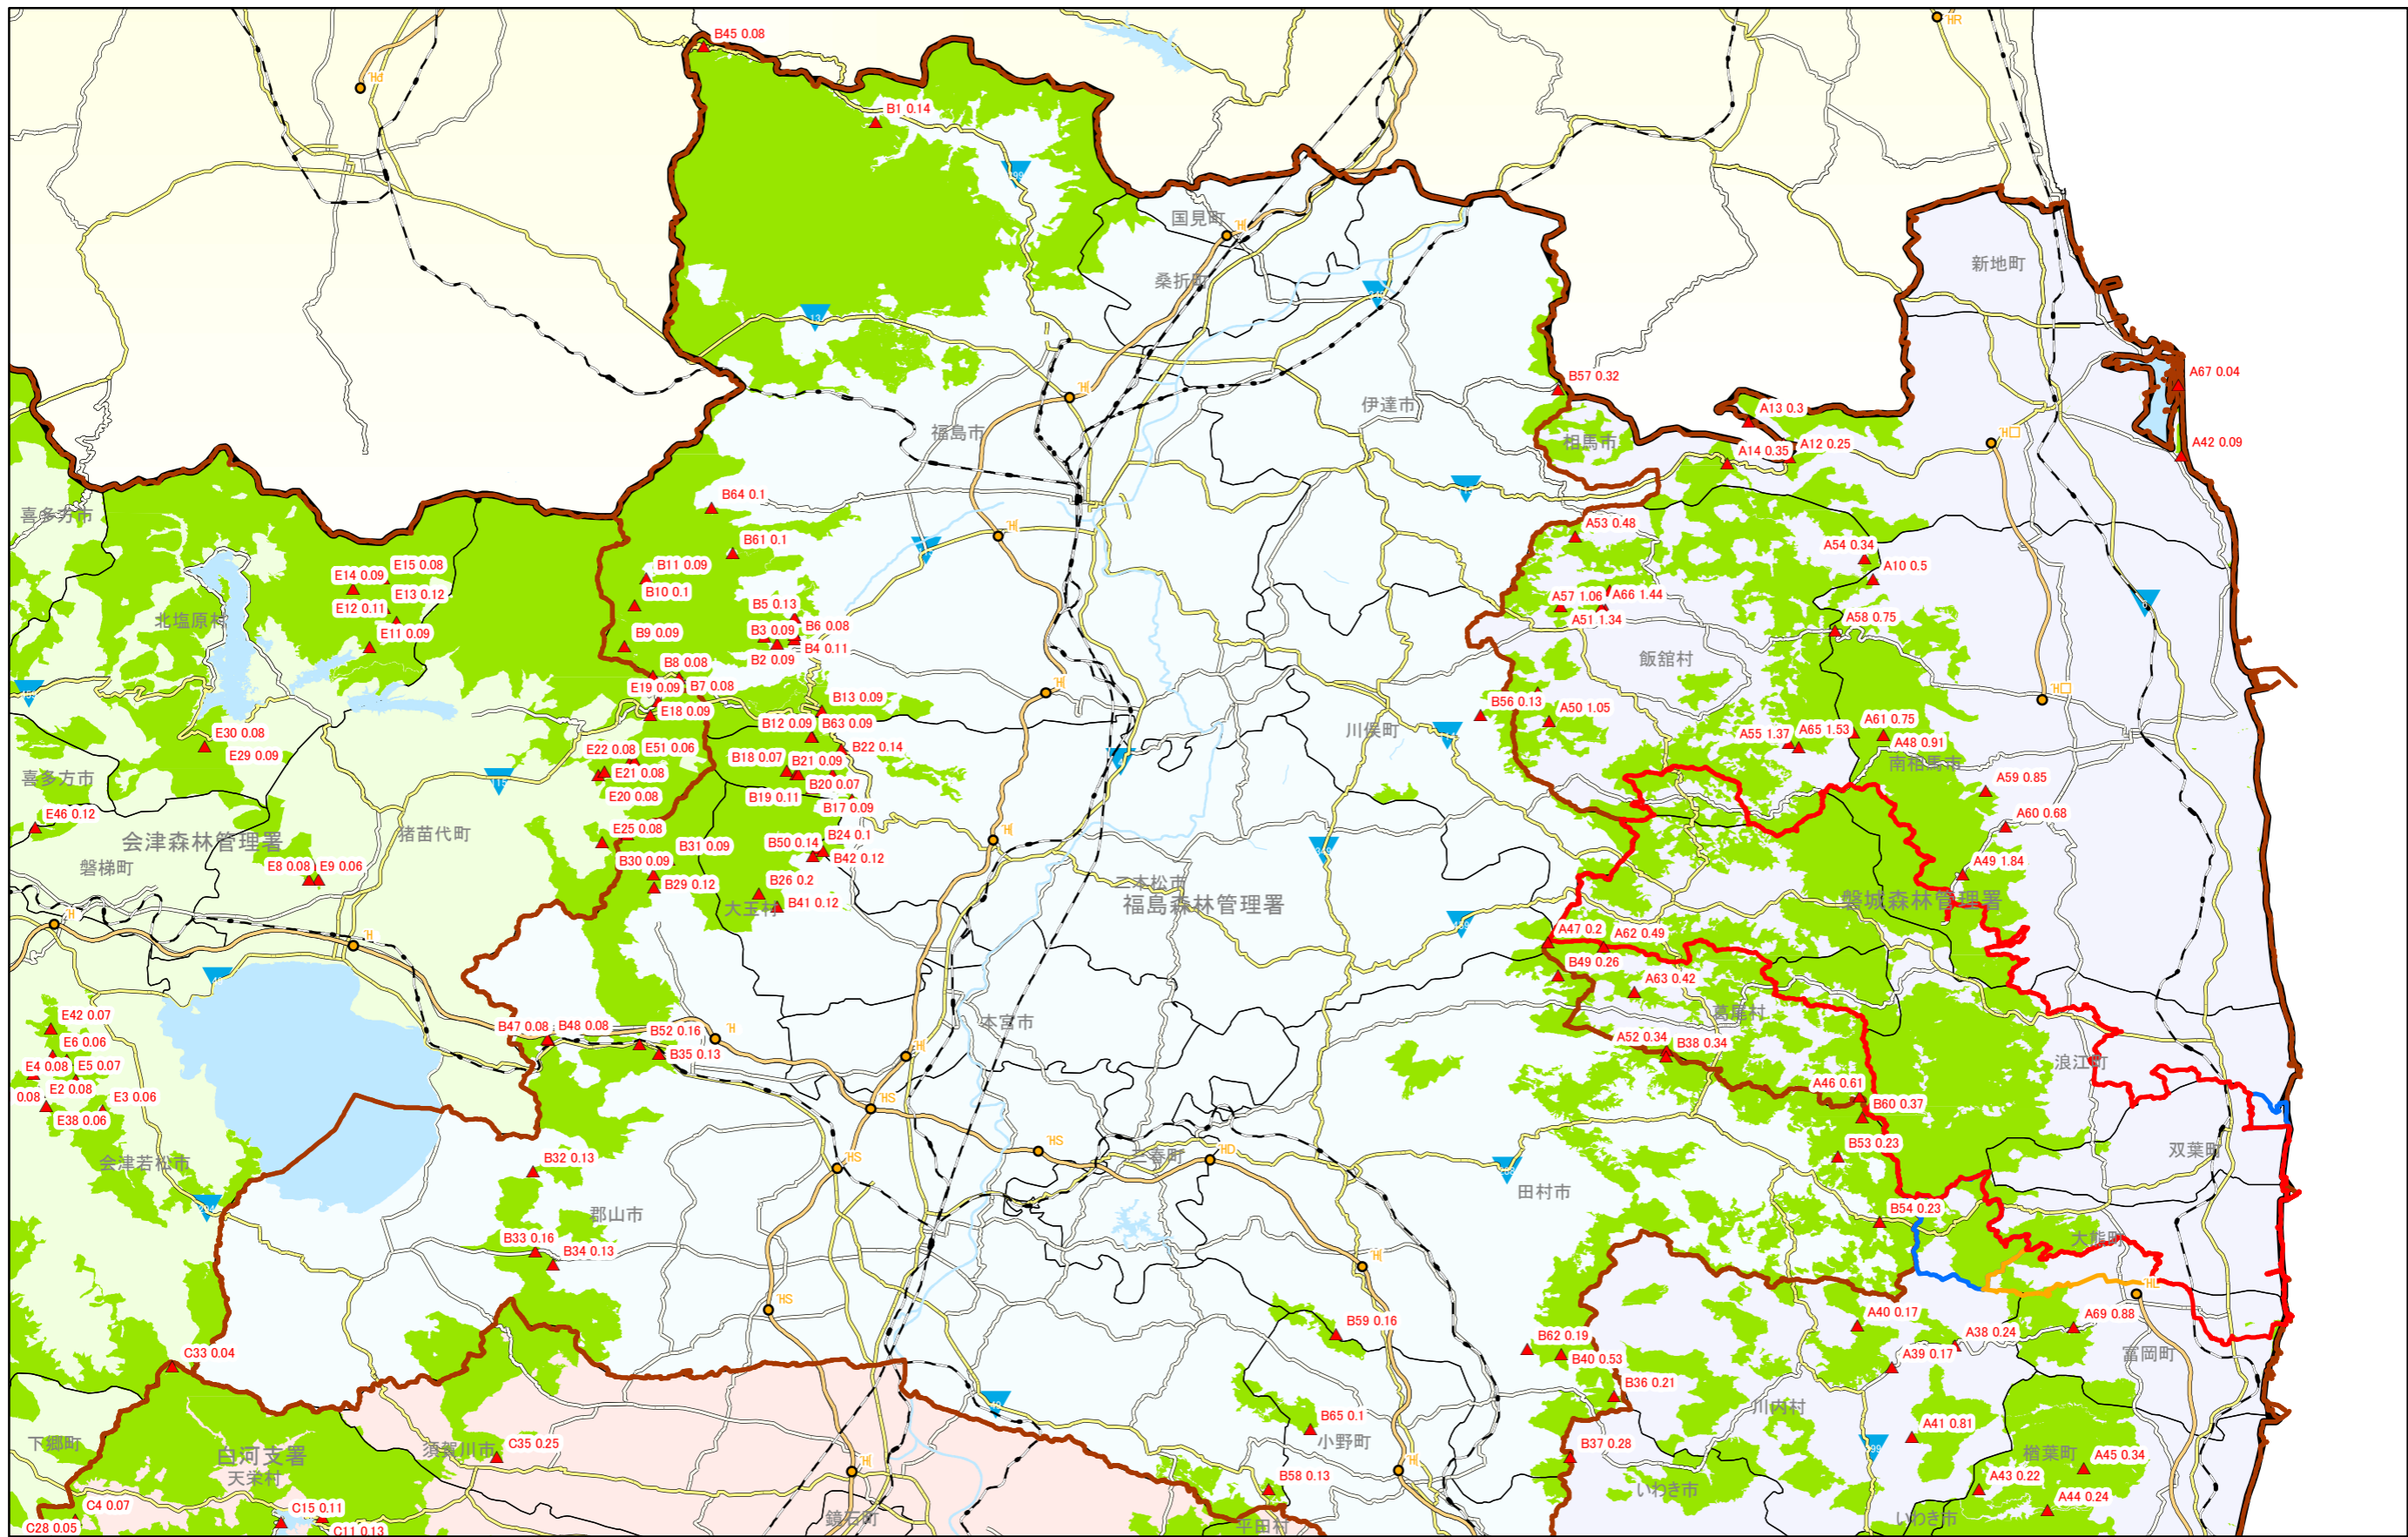 B45 0.08
B1 0.14
399
国見町
桑折町
新地町
13
B57 0.32
A67 0.04
伊達市
A13 0.3
福島市
相馬市
A14 0.35
A12 0.25
A42 0.09
B64 0.1
喜多方市
A53 0.48
B61 0.1
A54 0.34
B11 0.09
A10 0.5
E14 0.09
E15 0.08
B10 0.1
E13 0.12
A57 1.06
A66 1.44
E12 0.11
B5 0.13
A51 1.34
北塩原村
B6 0.08
A58 0.75
E11 0.09
B9 0.09
B3 0.09
B4 0.11
B2 0.09
飯舘村
B8 0.08
E19 0.09
B7 0.08
B13 0.09
E18 0.09
B56 0.13
A50 1.05
B12 0.09
B63 0.09
川俣町
E30 0.08
A61 0.75
A55 1.37
A65 1.53
A48 0.91
E22 0.08
E51 0.06
B22 0.14
E29 0.09
B18 0.07
B21 0.09
南相馬市
喜多方市
E21 0.08
B20 0.07
A59 0.85
E20 0.08
B19 0.11
B17 0.09
E46 0.12
A60 0.68
会津森林管理署
猪苗代町
E25 0.08
B24 0.1
B50 0.14
B31 0.09
B42 0.12
磐梯町
E8 0.08
E9 0.06
B30 0.09
A49 1.84
B29 0.12
B26 0.2
二本松市
大玉村
B41 0.12
福島森林管理署
磐城森林管理署
A47 0.2
A62 0.49
B49 0.26
A63 0.42
E42 0.07
葛尾村
本宮市
B47 0.08
B48 0.08
B52 0.16
E6 0.06
A52 0.34
B38 0.34
B35 0.13
浪江町
E4 0.08
E5 0.07
E2 0.08
A46 0.61
0.08
E3 0.06
B60 0.37
E38 0.06
B53 0.23
双葉町
三春町
会津若松市
B32 0.13
田村市
郡山市
B54 0.23
B33 0.16
大熊町
B34 0.13
A40 0.17
A69 0.88
B59 0.16
A38 0.24
B62 0.19
C33 0.04
B40 0.53
A39 0.17
富岡町
B36 0.21
川内村
B65 0.1
A41 0.81
下郷町
白河支署
須賀川市
C35 0.25
小野町
B37 0.28
楢葉町
A45 0.34
天栄村
B58 0.13
A43 0.22
いわき市
A44 0.24
C4 0.07
C15 0.11
鏡石町
いわき市
C28 0.05
C11 0.13
平田村